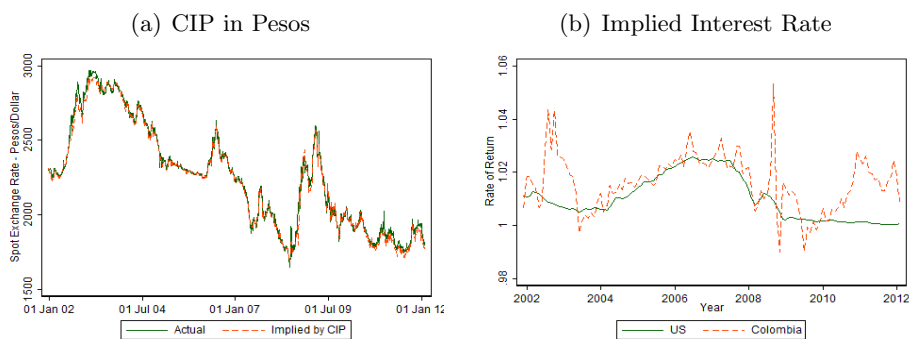 (a) CIP in Pesos
Spot Exchange Rate - Pesos/Dollar
3000
2500
2000
1500
01 Jan 02
01 Jul 04
01 Jan 07
01 Jul 09
01 Jan 12
Actual
Implied by CIP
(b) Implied Interest Rate
Rate of Return
1.06
1.04
1.02
1
.98
2002
2004
2006
2008
2010
2012
Year
US
Colombia